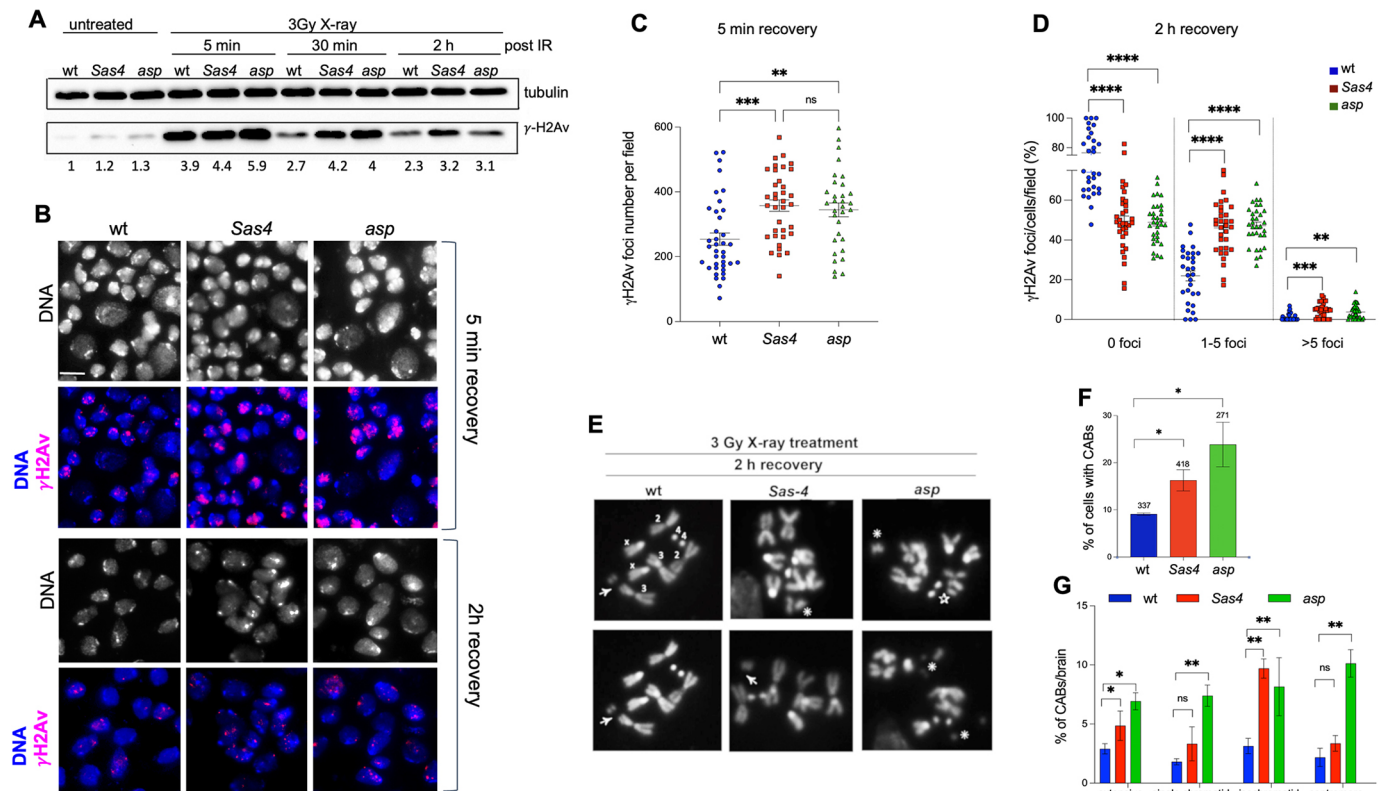 A
untreated
3Gy X-ray
5 min
30 min
2 h
post IR
wt Sas4 asp wt Sas4 asp wt Sas4 asp wt Sas4 asp
tubulin
γ-H2Av
1 1.2 1.3 3.9 4.4 5.9 2.7 4.2 4 2.3 3.2 3.1
B
wt Sas4 asp
DNA
DNA
γH2Av
5 min recovery
DNA
DNA
γH2Av
2h recovery
C
5 min recovery
**
***
ns
600
400
200
0
γH2Av foci number per field
wt Sas4 asp
D
2 h recovery
wt
Sas4
asp
****
****
****
****
**
***
100
80
60
40
20
0
γH2Av foci/cells/field (%)
0 foci 1-5 foci >5 foci
E
3 Gy X-ray treatment
2 h recovery
wt Sas-4 asp
2
4
4
x
3
2
x
3
F
*
*
30
20
10
0
% of cells with CABs
337 418 271
wt Sas4 asp
G
wt Sas4 asp
15
10
5
0
% of CABs/brain
*
*
ns
**
**
**
ns
**